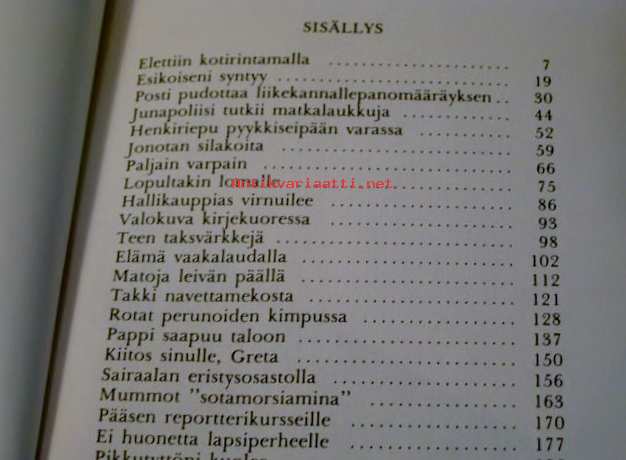 SISÄLLYS
Elettiin kotirintamalla .......... 7
Esikoiseni syntyy .......... 19
Posti pudottaa liikekannallepanomääräyksen .. 30
Junapoliisi tutkii matkalaukkuja .......... 44
Henkiriepu pyykkiseipään varassa .......... 52
Jonotan silakoita .......... 59
Paljain varpain .......... 66
Lopultakin lomalle .......... 75
Hallikauppias virnuilee .......... 86
Valokuva kirjekuoressa .......... 93
Teen taksvärkkejä .......... 98
Elämä vaakalaudalla .......... 102
Matoja leivän päällä .......... 112
Takki navettamekosta .......... 121
Rotat perunoiden kimpussa .......... 128
Pappi saapuu taloon .......... 137
Kiitos sinulle, Greta .......... 150
Sairaalan eristysosastolla .......... 156
Mummot "sotamorsiamina" .......... 163
Pääsen reportterikursseille .......... 170
Ei huonetta lapsiperheelle .......... 177
Pikkutyttöni